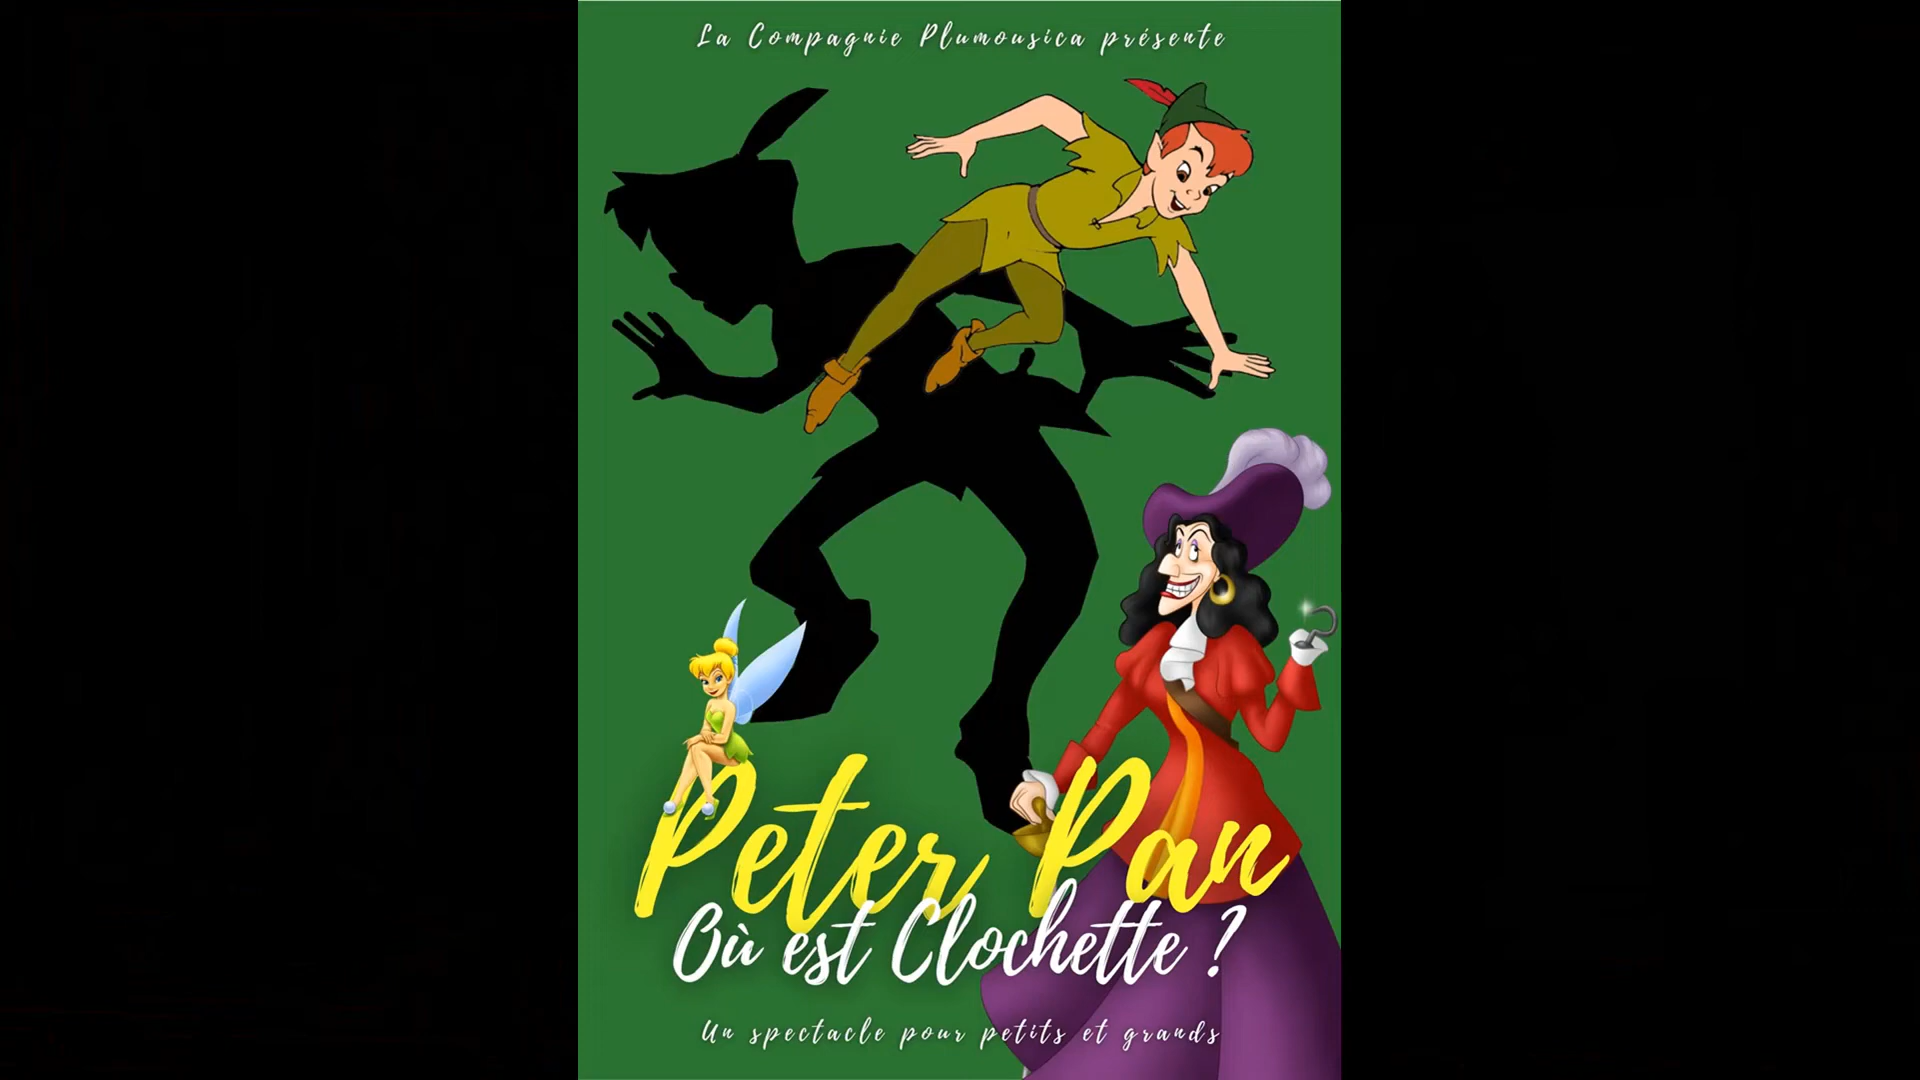 La Compagnie Plumousica présente
Peter Pan
Où est Clochette ?
Un spectacle pour petits et grands